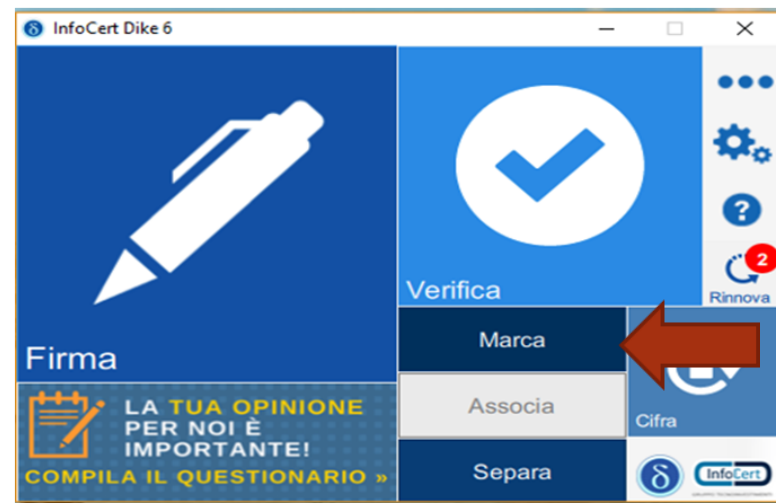 InfoCert Dike 6
Firma
Verifica
2
Rinnova
Marca
Associa
Separa
Cifra
LA TUA OPINIONE
PER NOI È
IMPORTANTE!
COMPILA IL QUESTIONARIO »
InfoCert